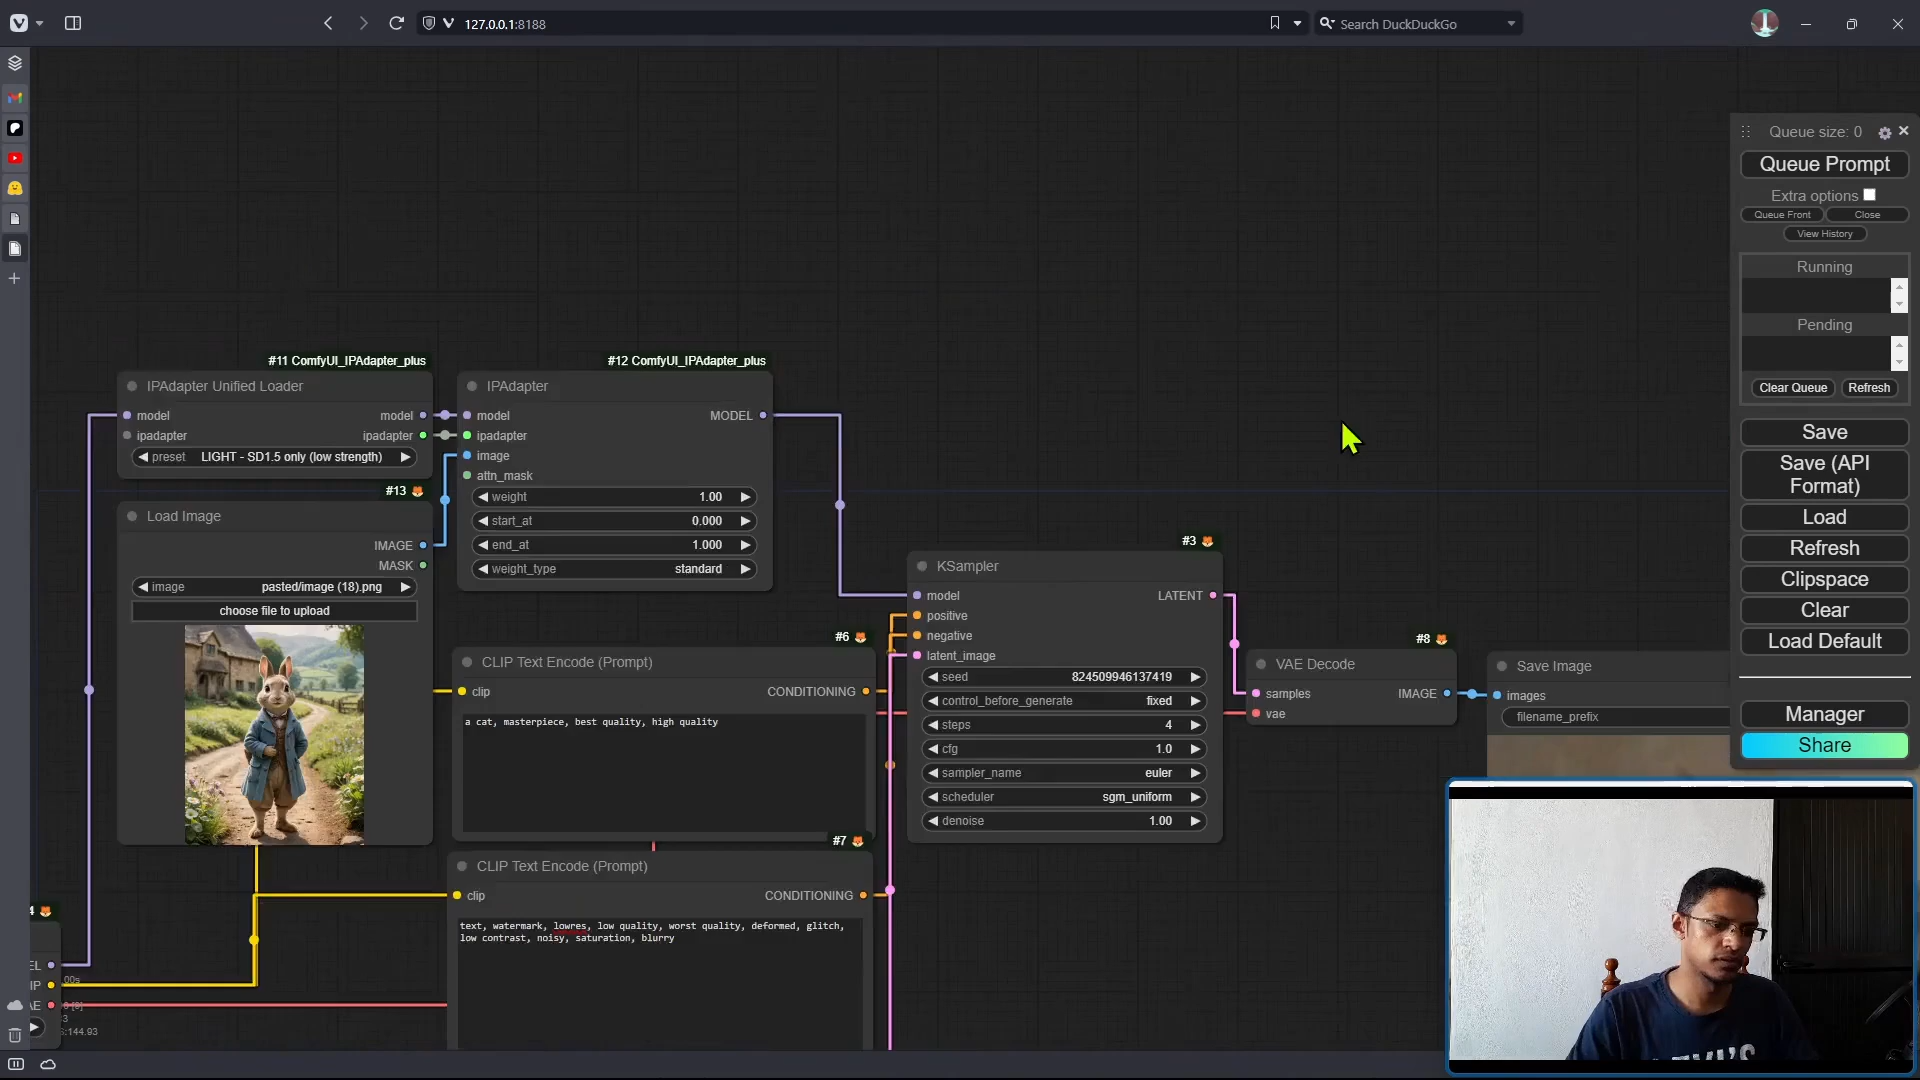 127.0.0.1:8188
Search DuckDuckGo
Queue size: 0
Queue Prompt
Extra options
Queue Front
Close
View History
Running
Pending
Clear Queue
Refresh
Save
Save (API
Format)
Load
Refresh
Clipspace
Clear
Load Default
Manager
Share
#11 ComfyUI_IPAdapter_plus
IPAdapter Unified Loader
model
model
ipadapter
ipadapter
preset
LIGHT - SD1.5 only (low strength)
#12 ComfyUI_IPAdapter_plus
IPAdapter
model
MODEL
ipadapter
image
attn_mask
weight
1.00
start_at
0.000
end_at
1.000
weight_type
standard
#13
Load Image
IMAGE
MASK
image
pasted/image (18).png
choose file to upload
#6
CLIP Text Encode (Prompt)
clip
CONDITIONING
a cat, masterpiece, best quality, high quality
#7
CLIP Text Encode (Prompt)
clip
CONDITIONING
text, watermark, lowres, low quality, worst quality, deformed, glitch,
low contrast, noisy, saturation, blurry
#3
KSampler
model
LATENT
positive
negative
latent_image
seed
824509946137419
control_before_generate
fixed
steps
4
cfg
1.0
sampler_name
euler
scheduler
sgm_uniform
denoise
1.00
#8
VAE Decode
samples
IMAGE
vae
Save Image
images
filename_prefix
4
EL
IP
AE